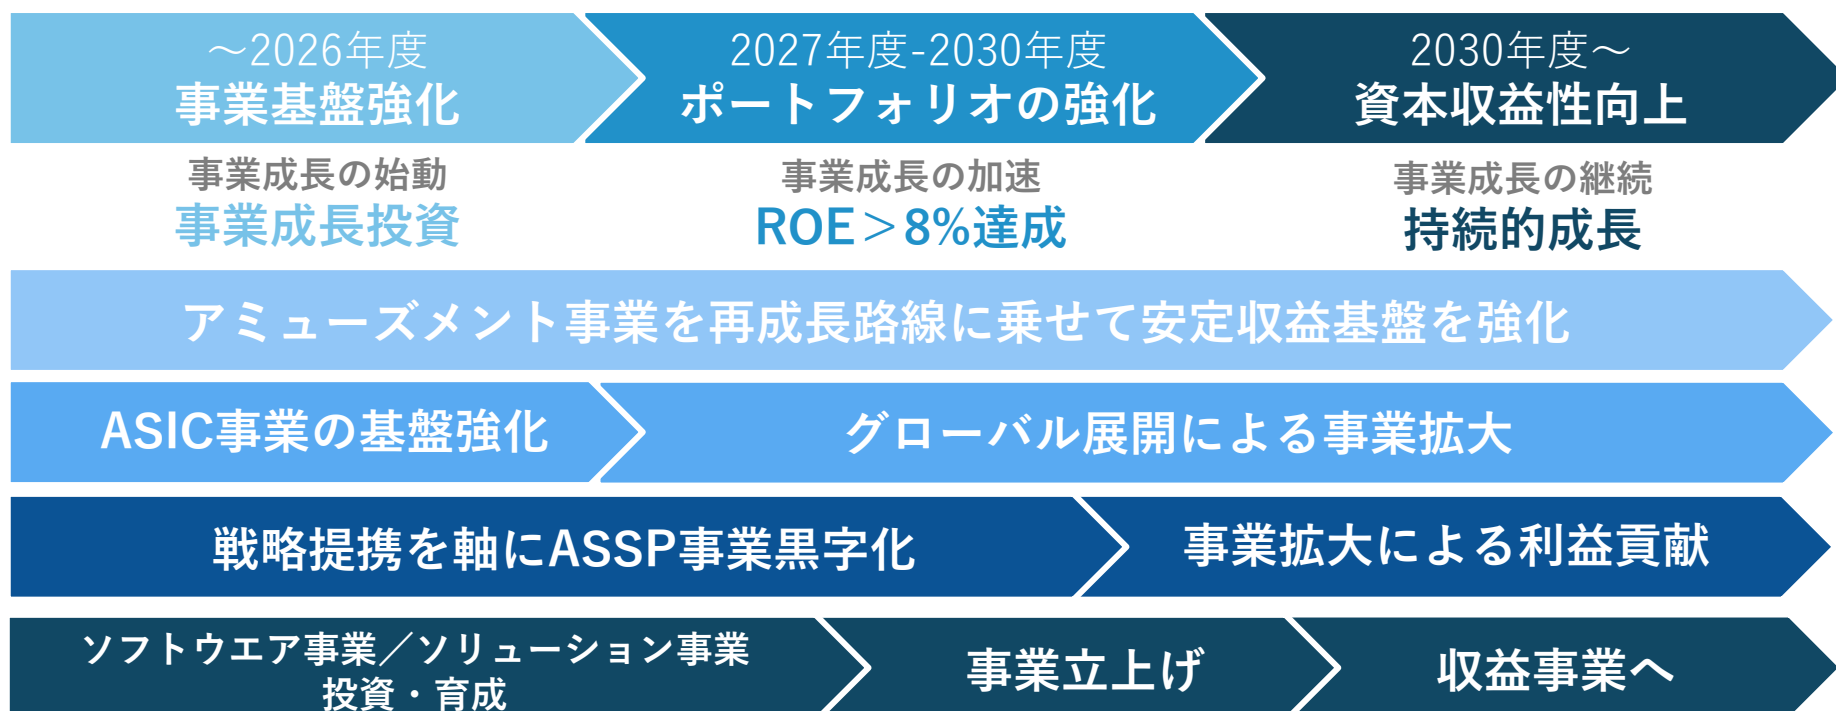 ～2026年度
事業基盤強化
2027年度-2030年度
ポートフォリオの強化
2030年度～
資本収益性向上
事業成長の始動
事業成長投資
事業成長の加速
ROE＞8%達成
事業成長の継続
持続的成長
アミューズメント事業を再成長路線に乗せて安定収益基盤を強化
ASIC事業の基盤強化
グローバル展開による事業拡大
戦略提携を軸にASSP事業黒字化
事業拡大による利益貢献
ソフトウエア事業／ソリューション事業
投資・育成
事業立上げ
収益事業へ